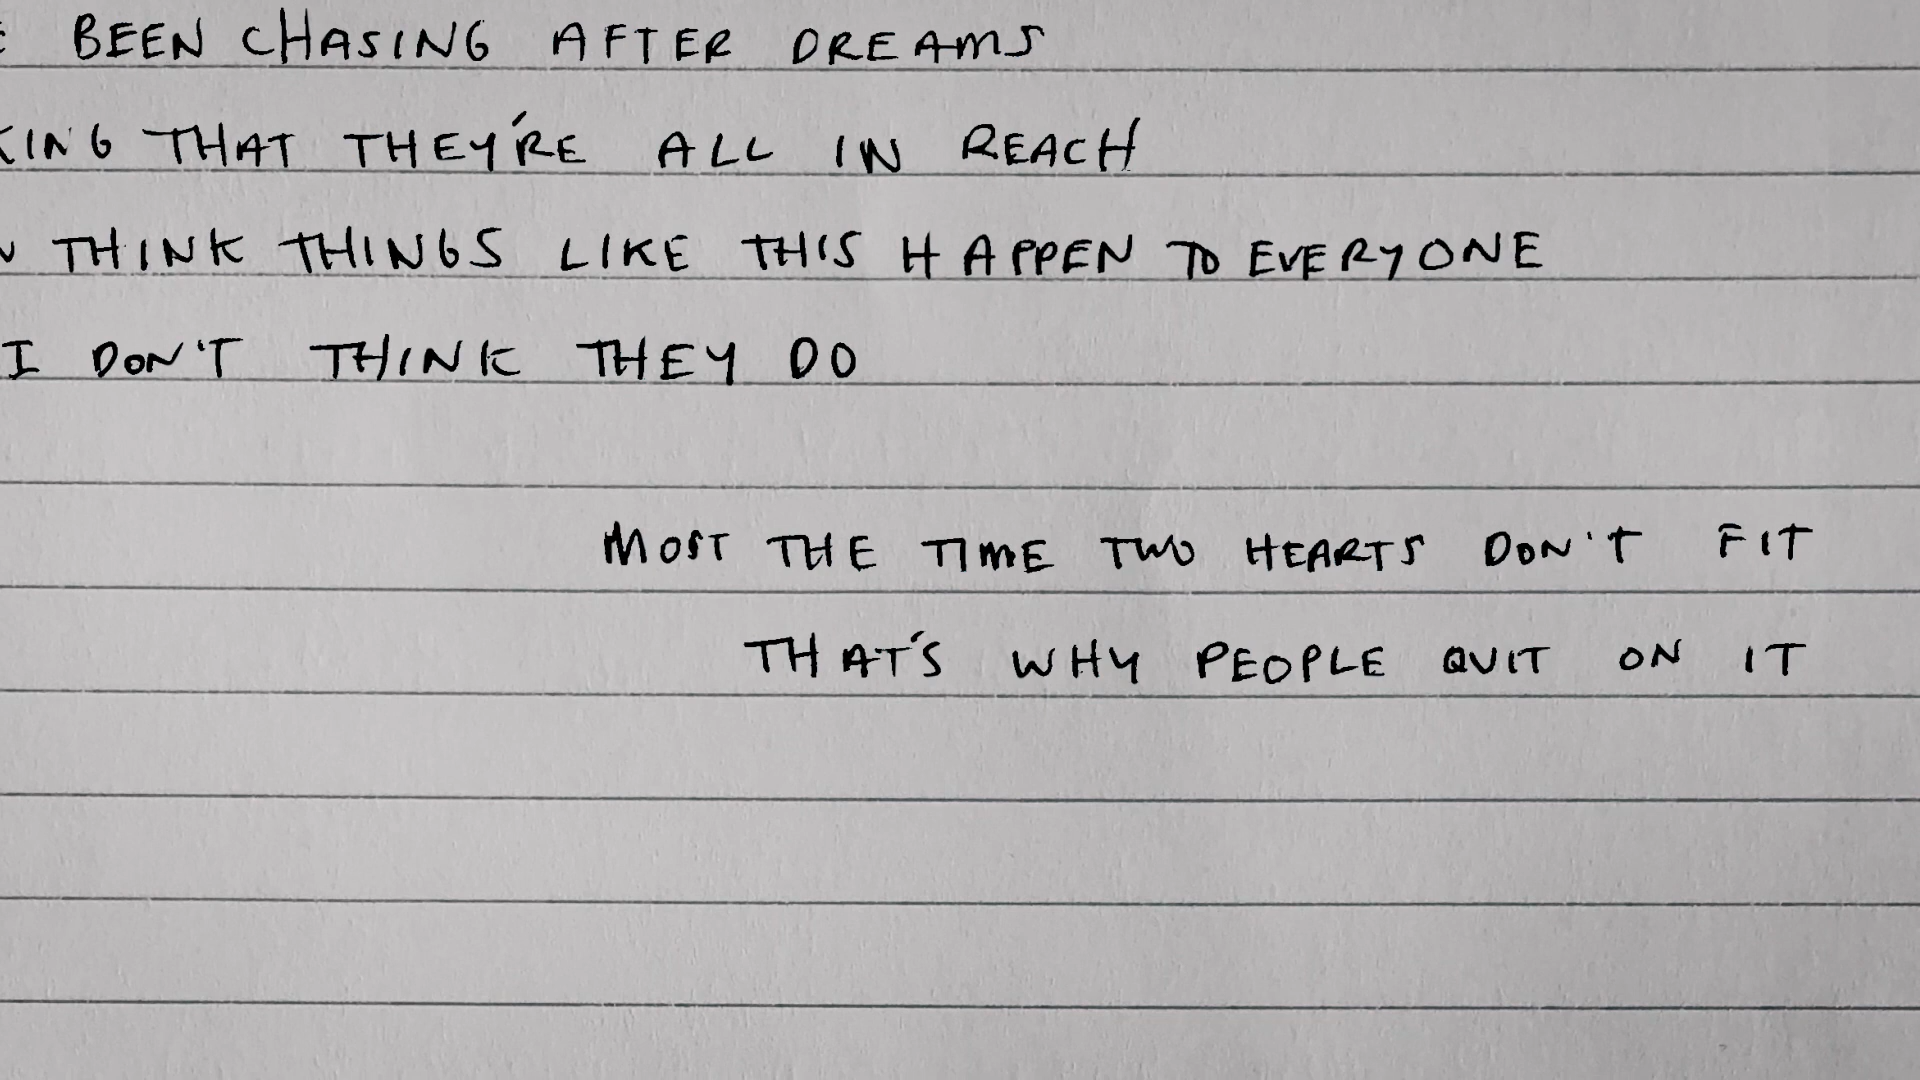 BEEN CHASING AFTER DREAMS
THAT THEY'RE ALL IN REACH
THINK THINGS LIKE THIS HAPPEN TO EVERYONE
I DON'T THINK THEY DO
MOST THE TIME TWO HEARTS DON'T FIT
THAT'S WHY PEOPLE QUIT ON IT